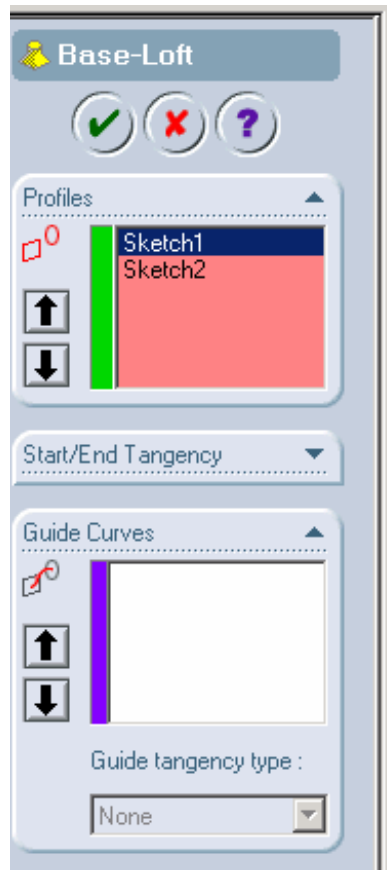 Base-Loft
?
Profiles
Sketch1
Sketch2
Start/End Tangency
Guide Curves
Guide tangency type :
None